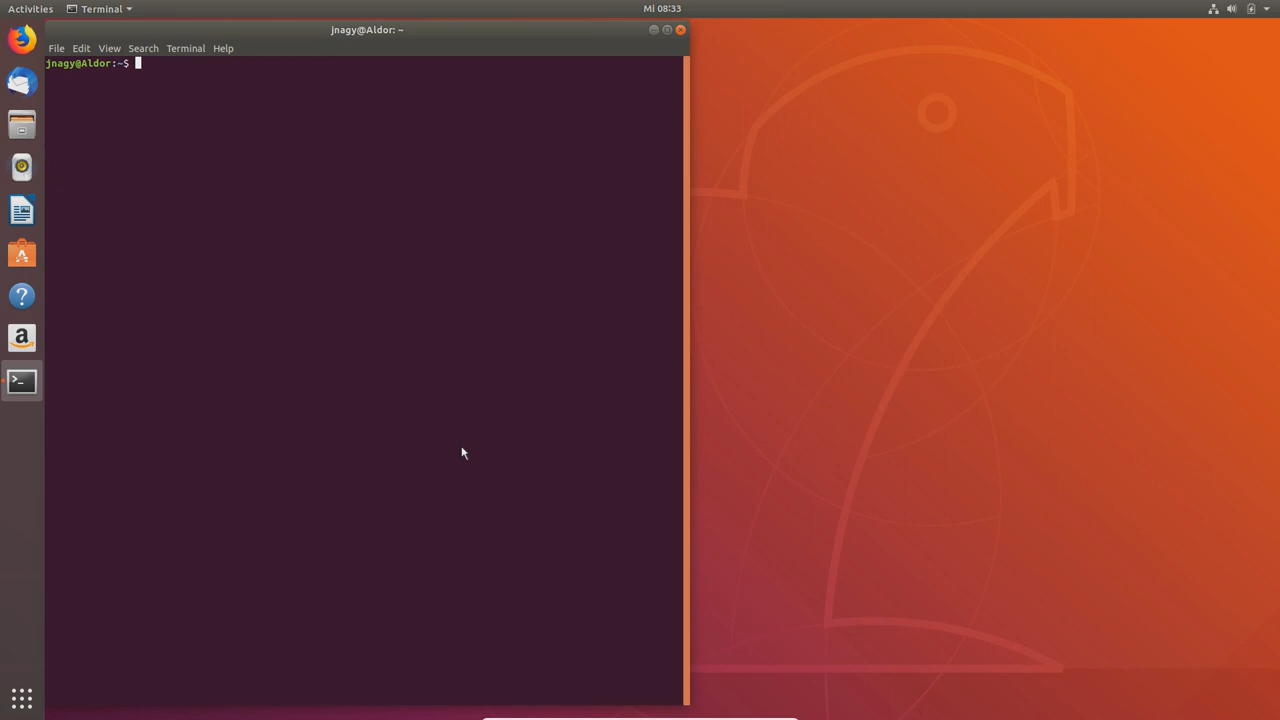 Activities Terminal Mi 08:33
jnagy@Aldor: ~
File Edit View Search Terminal Help
jnagy@Aldor:~$